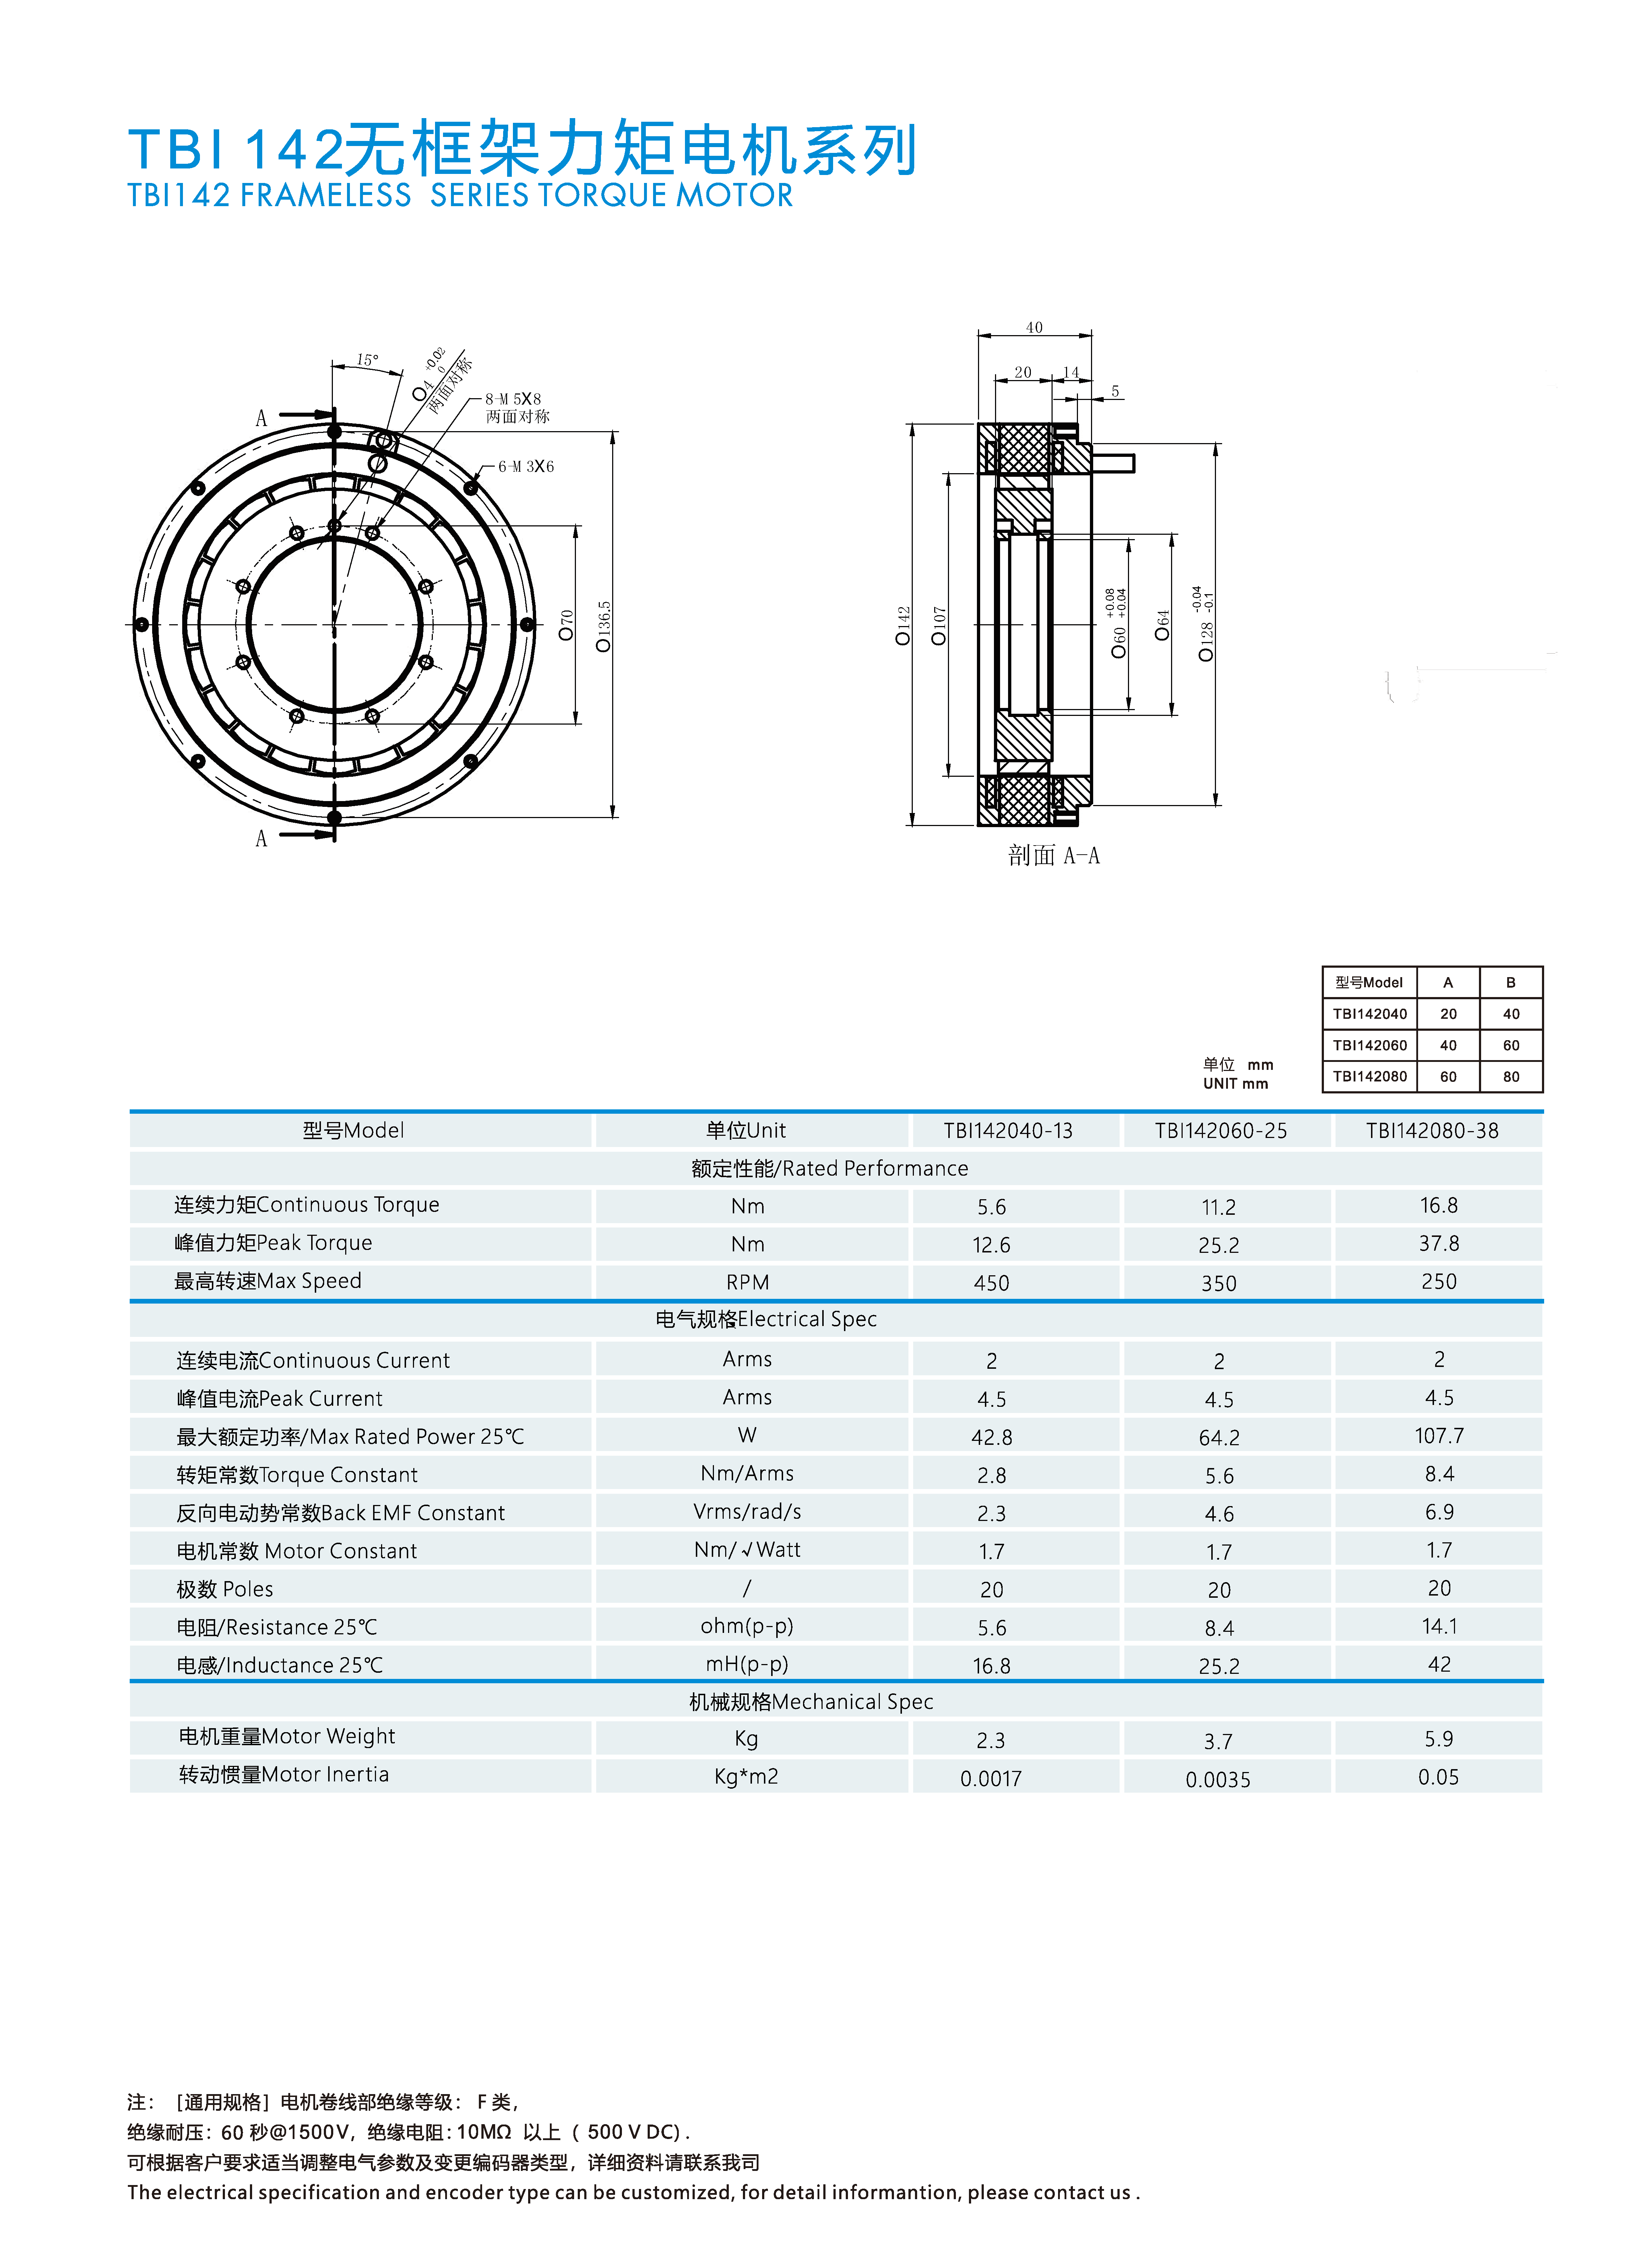 TBI 142无框架力矩电机系列
TBI142 FRAMELESS SERIES TORQUE MOTOR
15°
O4 +0.02 0
两面对称
8-M 5X8
两面对称
6-M 3X6
A
A
O70
O136.5
40
20
14
5
O142
O107
O60 +0.08 +0.04
O64
O128 -0.04 -0.1
剖面 A-A
型号Model A B
TBI142040 20 40
TBI142060 40 60
TBI142080 60 80
单位 mm
UNIT mm
型号Model 单位Unit TBI142040-13 TBI142060-25 TBI142080-38
额定性能/Rated Performance
连续力矩Continuous Torque Nm 5.6 11.2 16.8
峰值力矩Peak Torque Nm 12.6 25.2 37.8
最高转速Max Speed RPM 450 350 250
电气规格Electrical Spec
连续电流Continuous Current Arms 2 2 2
峰值电流Peak Current Arms 4.5 4.5 4.5
最大额定功率/Max Rated Power 25℃ W 42.8 64.2 107.7
转矩常数Torque Constant Nm/Arms 2.8 5.6 8.4
反向电动势常数Back EMF Constant Vrms/rad/s 2.3 4.6 6.9
电机常数 Motor Constant Nm/√Watt 1.7 1.7 1.7
极数 Poles / 20 20 20
电阻/Resistance 25℃ ohm(p-p) 5.6 8.4 14.1
电感/Inductance 25℃ mH(p-p) 16.8 25.2 42
机械规格Mechanical Spec
电机重量Motor Weight Kg 2.3 3.7 5.9
转动惯量Motor Inertia Kg*m2 0.0017 0.0035 0.05
注： [通用规格] 电机卷线部绝缘等级： F 类，
绝缘耐压：60 秒@1500V，绝缘电阻：10MΩ 以上 ( 500 V DC) .
可根据客户要求适当调整电气参数及变更编码器类型，详细资料请联系我司
The electrical specification and encoder type can be customized, for detail informantion, please contact us .